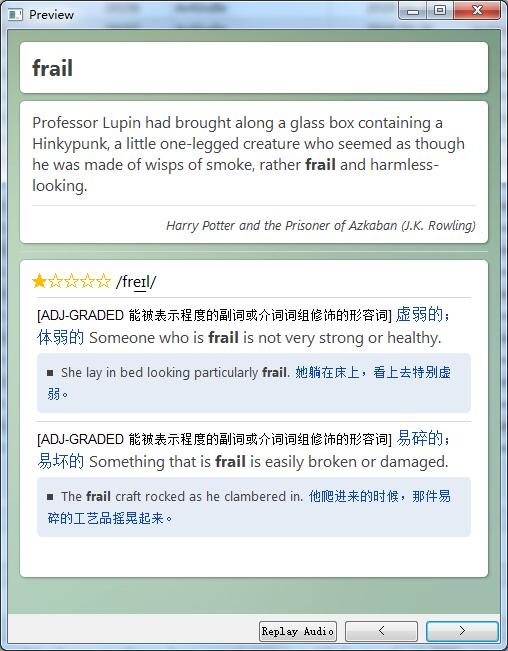 Preview
frail
Professor Lupin had brought along a glass box containing a
Hinkypunk, a little one-legged creature who seemed as though
he was made of wisps of smoke, rather frail and harmless-
looking.
Harry Potter and the Prisoner of Azkaban (J.K. Rowling)
★☆☆☆☆ /freɪl/
[ADJ-GRADED 能被表示程度的副词或介词词组修饰的形容词] 虚弱的；
体弱的 Someone who is frail is not very strong or healthy.
■ She lay in bed looking particularly frail. 她躺在床上，看上去特别虚
弱。
[ADJ-GRADED 能被表示程度的副词或介词词组修饰的形容词] 易碎的；
易坏的 Something that is frail is easily broken or damaged.
■ The frail craft rocked as he clambered in. 他爬进来的时候，那件易
碎的工艺品摇晃起来。
Replay Audio < >